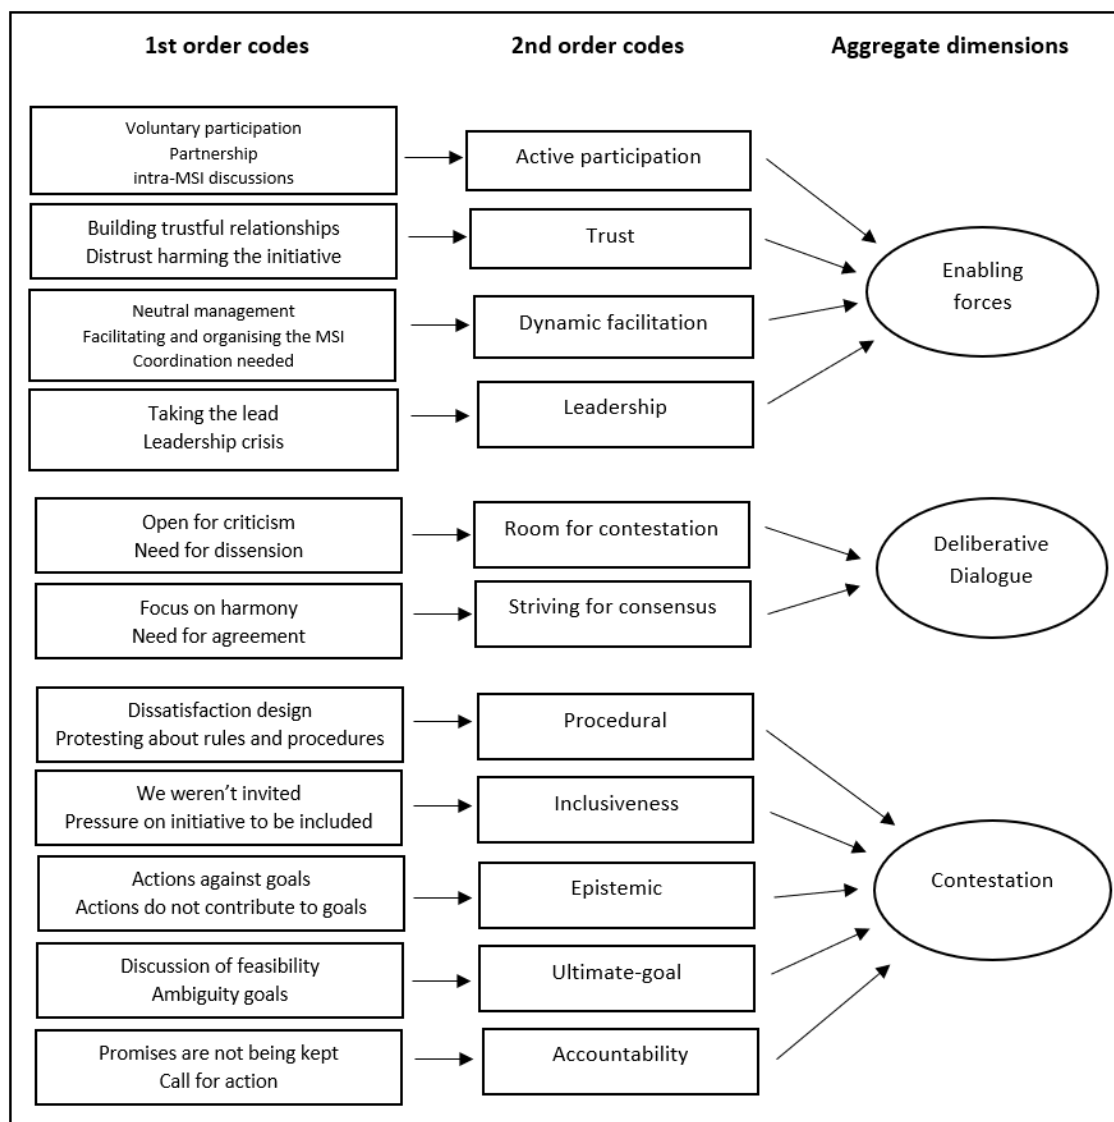 1st order codes
2nd order codes
Aggregate dimensions
Voluntary participation
Partnership
intra-MSI discussions
Active participation
Building trustful relationships
Distrust harming the initiative
Trust
Neutral management
Facilitating and organising the MSI
Coordination needed
Dynamic facilitation
Taking the lead
Leadership crisis
Leadership
Enabling
forces
Open for criticism
Need for dissension
Room for contestation
Focus on harmony
Need for agreement
Striving for consensus
Deliberative
Dialogue
Dissatisfaction design
Protesting about rules and procedures
Procedural
We weren’t invited
Pressure on initiative to be included
Inclusiveness
Actions against goals
Actions do not contribute to goals
Epistemic
Discussion of feasibility
Ambiguity goals
Ultimate-goal
Promises are not being kept
Call for action
Accountability
Contestation